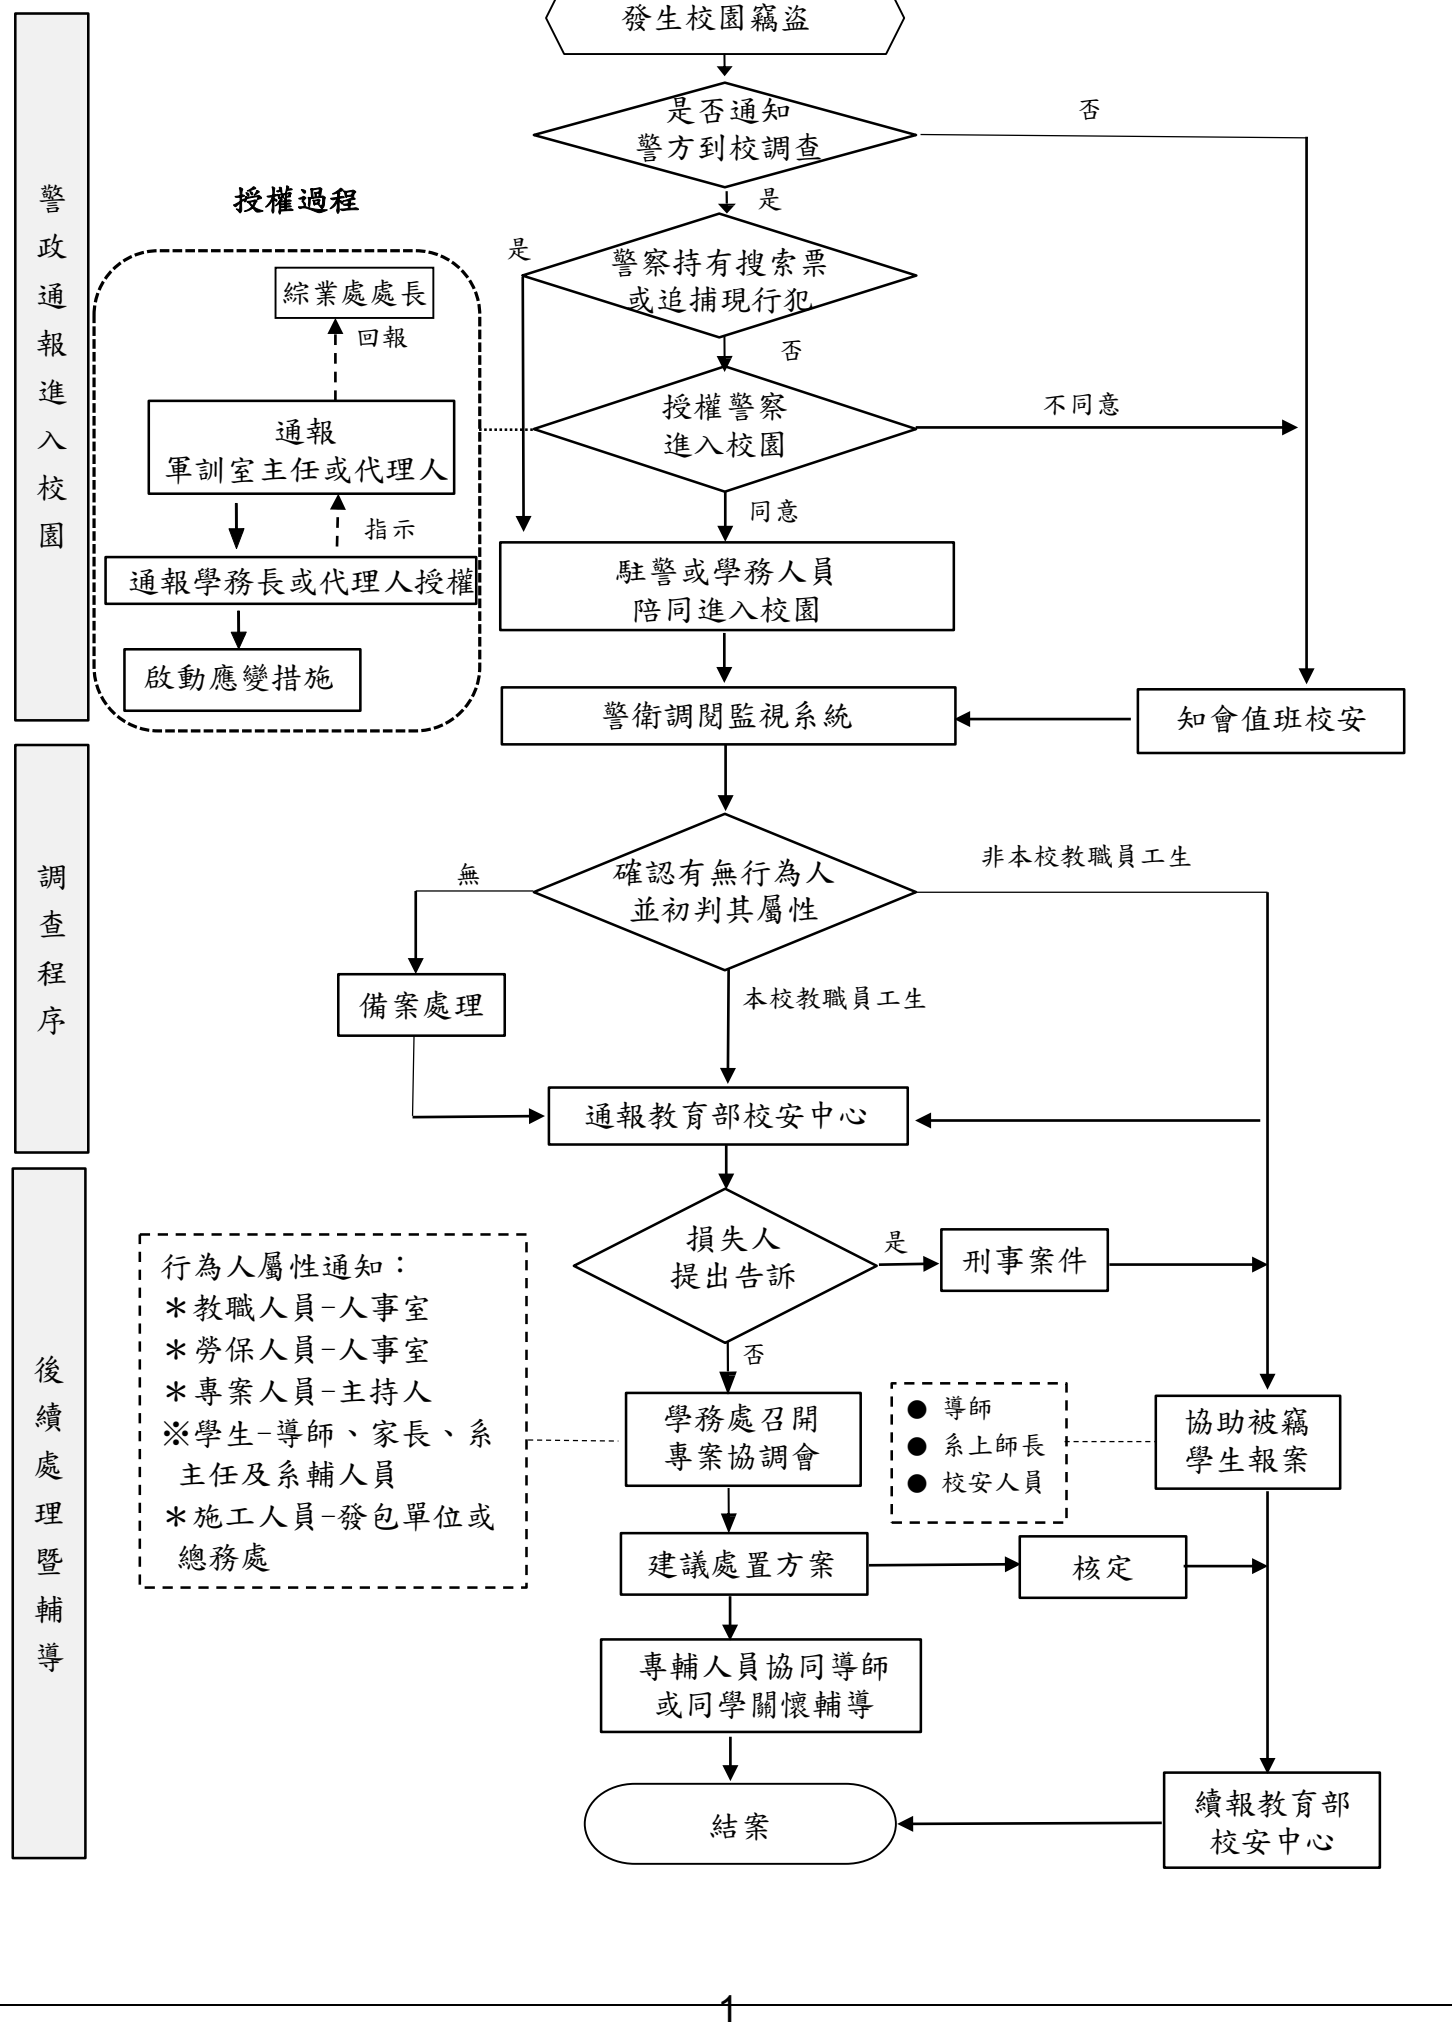 發生校園竊盜
是否通知
警方到校調查
否
是
警政通報進入校園
授權過程
是
警察持有搜索票
或追捕現行犯
綜業處處長
回報
否
授權警察
進入校園
不同意
通報
軍訓室主任或代理人
同意
指示
通報學務長或代理人授權
駐警或學務人員
陪同進入校園
啟動應變措施
警衛調閱監視系統
知會值班校安
調查程序
無
確認有無行為人
並初判其屬性
非本校教職員工生
備案處理
本校教職員工生
通報教育部校安中心
後續處理暨輔導
損失人
提出告訴
是
刑事案件
否
行為人屬性通知：
＊教職人員-人事室
＊勞保人員-人事室
＊專案人員-主持人
※學生-導師、家長、系
主任及系輔人員
＊施工人員-發包單位或
總務處
學務處召開
專案協調會
● 導師
● 系上師長
● 校安人員
協助被竊
學生報案
建議處置方案
核定
專輔人員協同導師
或同學關懷輔導
結案
續報教育部
校安中心
1